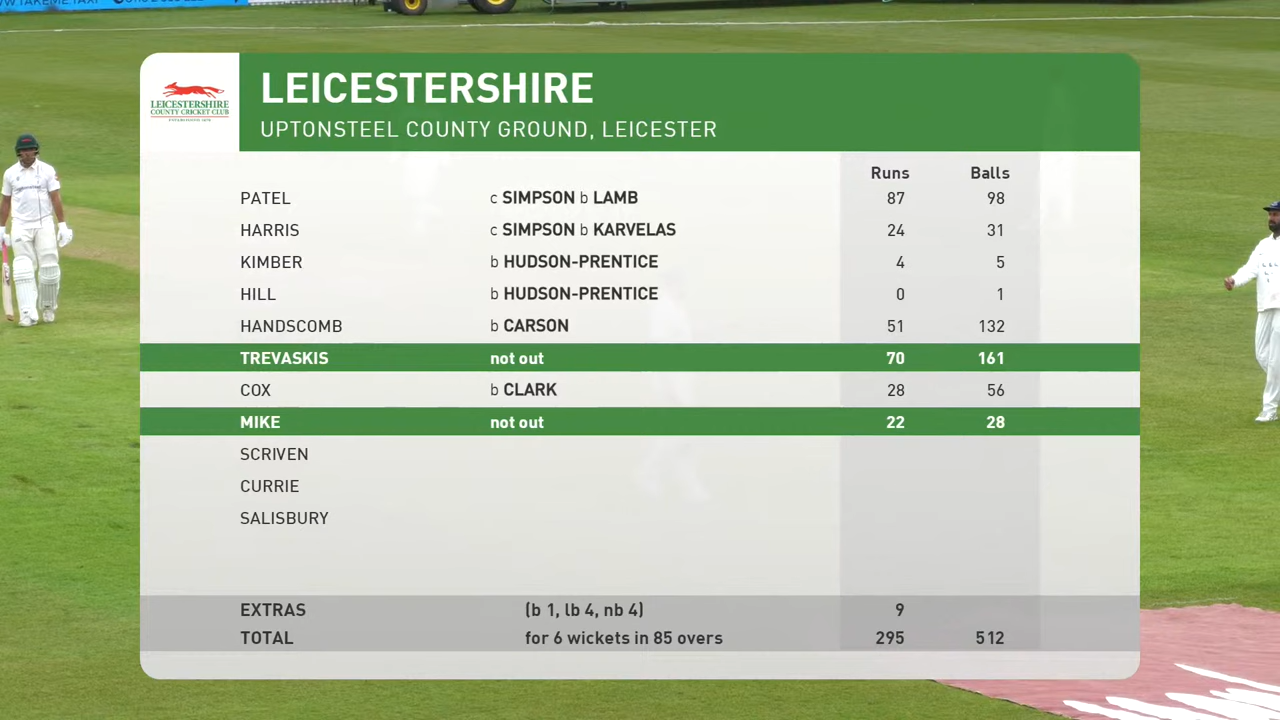 LEICESTERSHIRE
UPTONSTEEL COUNTY GROUND, LEICESTER
LEICESTERSHIRE
COUNTY CRICKET CLUB
Runs Balls
PATEL c SIMPSON b LAMB 87 98
HARRIS c SIMPSON b KARVELAS 24 31
KIMBER b HUDSON-PRENTICE 4 5
HILL b HUDSON-PRENTICE 0 1
HANDSCOMB b CARSON 51 132
TREVASKIS not out 70 161
COX b CLARK 28 56
MIKE not out 22 28
SCRIVEN
CURRIE
SALISBURY
EXTRAS (b 1, lb 4, nb 4) 9
TOTAL for 6 wickets in 85 overs 295 512